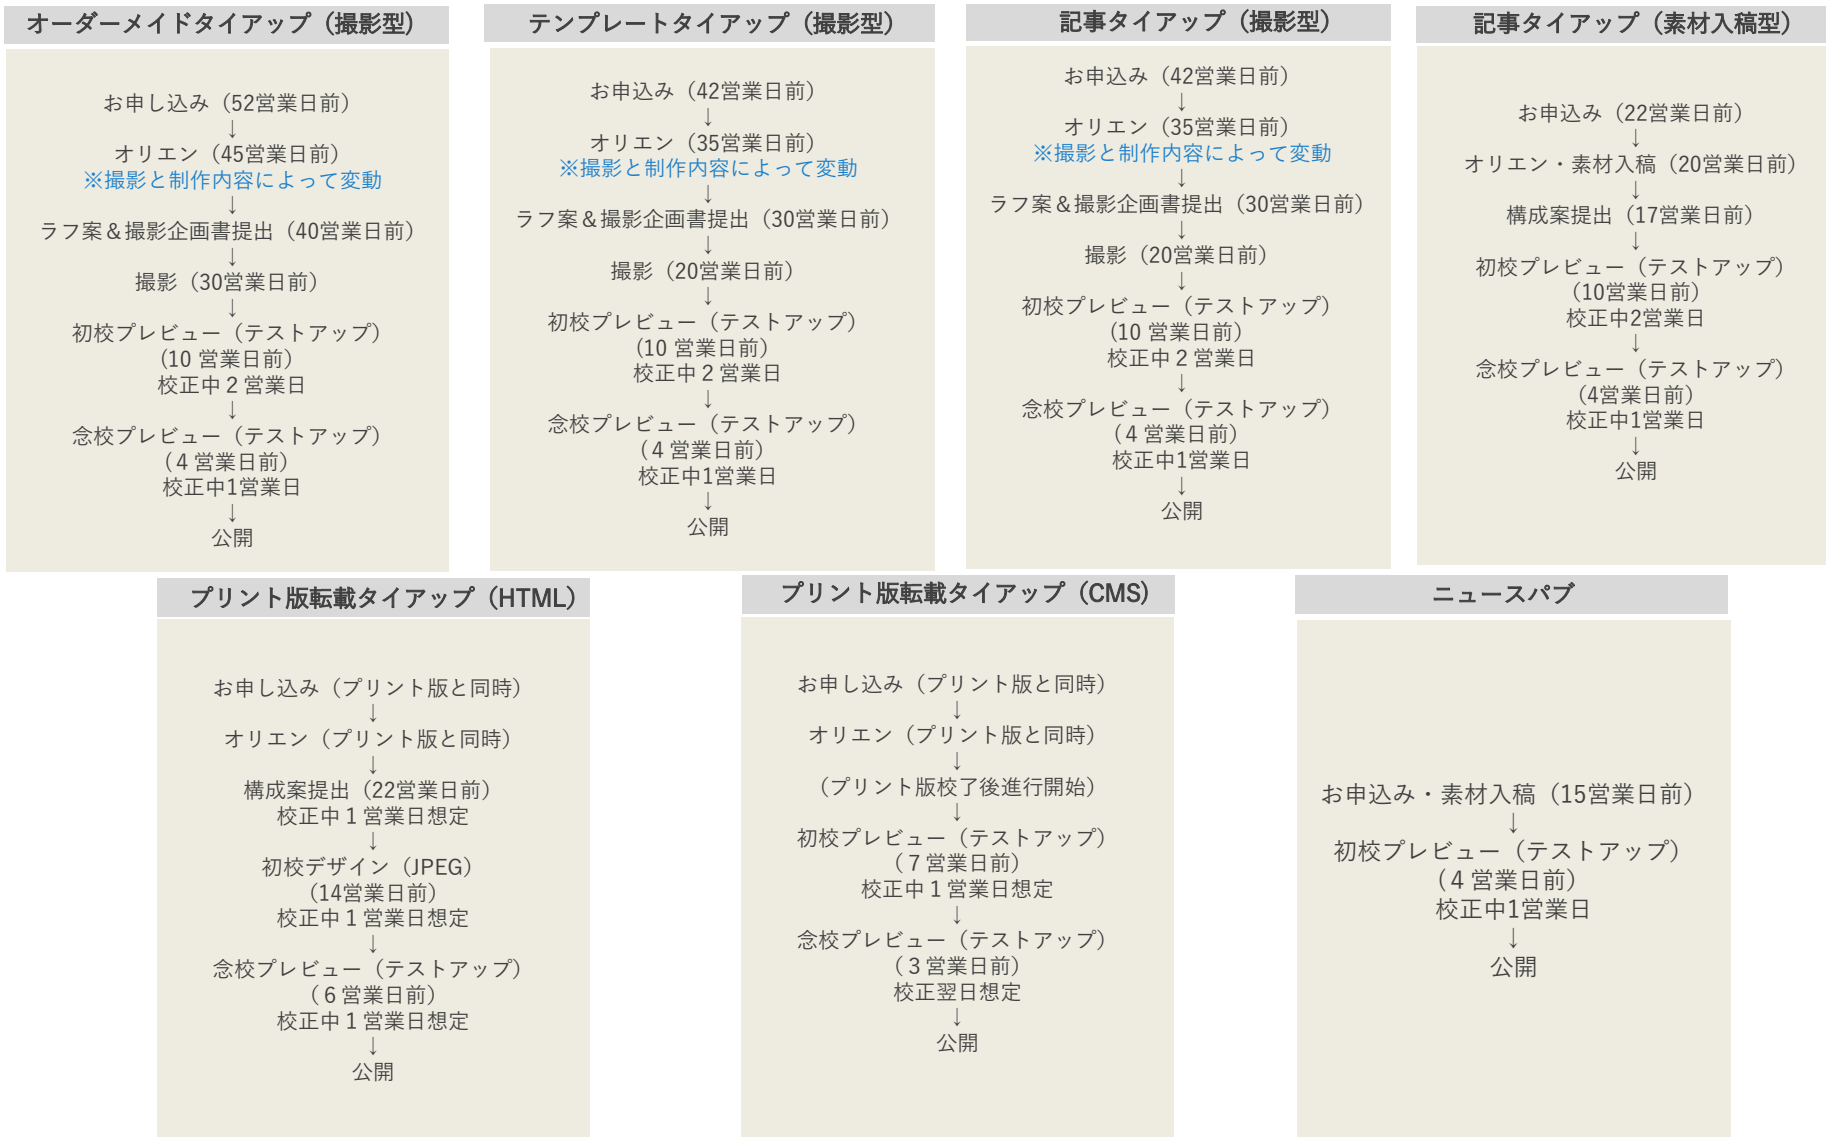 オーダーメイドタイアップ（撮影型）
お申し込み（52営業日前）
↓
オリエン（45営業日前）
※撮影と制作内容によって変動
↓
ラフ案＆撮影企画書提出（40営業日前）
↓
撮影（30営業日前）
↓
初校プレビュー（テストアップ）
（10 営業日前）
校正中２営業日
↓
念校プレビュー（テストアップ）
（４営業日前）
校正中1営業日
↓
公開
テンプレートタイアップ（撮影型）
お申込み（42営業日前）
↓
オリエン（35営業日前）
※撮影と制作内容によって変動
↓
ラフ案＆撮影企画書提出（30営業日前）
↓
撮影（20営業日前）
↓
初校プレビュー（テストアップ）
（10 営業日前）
校正中２営業日
↓
念校プレビュー（テストアップ）
（４営業日前）
校正中1営業日
↓
公開
記事タイアップ（撮影型）
お申込み（42営業日前）
↓
オリエン（35営業日前）
※撮影と制作内容によって変動
↓
ラフ案＆撮影企画書提出（30営業日前）
↓
撮影（20営業日前）
↓
初校プレビュー（テストアップ）
（10 営業日前）
校正中２営業日
↓
念校プレビュー（テストアップ）
（４営業日前）
校正中1営業日
↓
公開
記事タイアップ（素材入稿型）
お申込み（22営業日前）
↓
オリエン・素材入稿（20営業日前）
↓
構成案提出（17営業日前）
↓
初校プレビュー（テストアップ）
（10営業日前）
校正中2営業日
↓
念校プレビュー（テストアップ）
（4営業日前）
校正中1営業日
↓
公開
プリント版転載タイアップ（HTML）
お申し込み（プリント版と同時）
↓
オリエン（プリント版と同時）
↓
構成案提出（22営業日前）
校正中１営業日想定
↓
初校デザイン（JPEG）
（14営業日前）
校正中１営業日想定
↓
念校プレビュー（テストアップ）
（６営業日前）
校正中１営業日想定
↓
公開
プリント版転載タイアップ（CMS）
お申し込み（プリント版と同時）
↓
オリエン（プリント版と同時）
↓
（プリント版校了後進行開始）
↓
初校プレビュー（テストアップ）
（７営業日前）
校正中１営業日想定
↓
念校プレビュー（テストアップ）
（３営業日前）
校正翌日想定
↓
公開
ニュースパブ
お申込み・素材入稿（15営業日前）
↓
初校プレビュー（テストアップ）
（４営業日前）
校正中1営業日
↓
公開